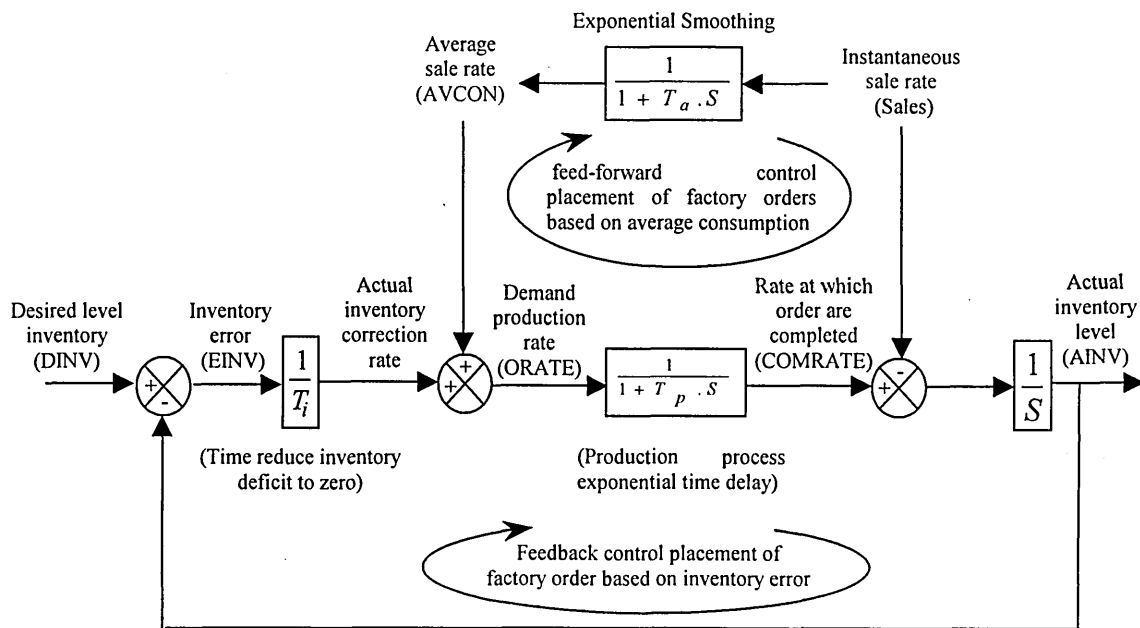 Exponential Smoothing
Average
sale rate
(AVCON)
1
1 + T a . S
Instantaneous
sale rate
(Sales)
feed-forward control
placement of factory orders
based on average consumption
Desired level
inventory
(DINV)
+
-
Inventory
error
(EINV)
1
T i
Actual
inventory
correction
rate
+
+
Demand
production
rate
(ORATE)
1
1 + T p . S
Rate at which
order are
completed
(COMRATE)
-
+
1
S
Actual
inventory
level
(AINV)
(Time reduce inventory
deficit to zero)
(Production process
exponential time delay)
Feedback control placement of
factory order based on inventory error